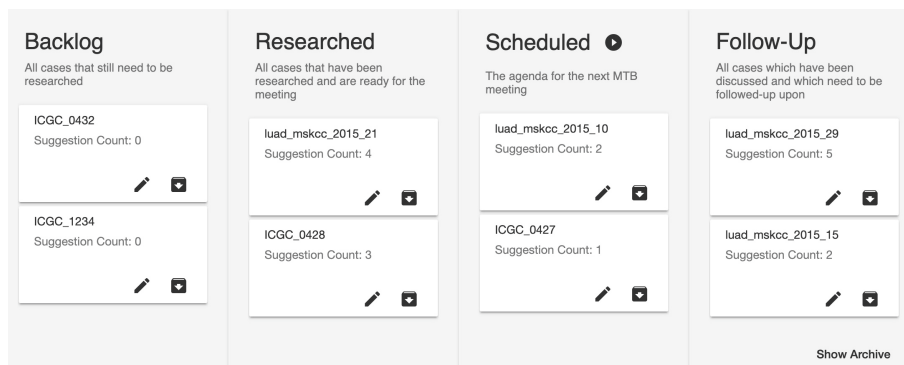 Backlog
All cases that still need to be
researched
ICGC_0432
Suggestion Count: 0
ICGC_1234
Suggestion Count: 0
Researched
All cases that have been
researched and are ready for the
meeting
luad_mskcc_2015_21
Suggestion Count: 4
ICGC_0428
Suggestion Count: 3
Scheduled
The agenda for the next MTB
meeting
luad_mskcc_2015_10
Suggestion Count: 2
ICGC_0427
Suggestion Count: 1
Follow-Up
All cases which have been
discussed and which need to be
followed-up upon
luad_mskcc_2015_29
Suggestion Count: 5
luad_mskcc_2015_15
Suggestion Count: 2
Show Archive